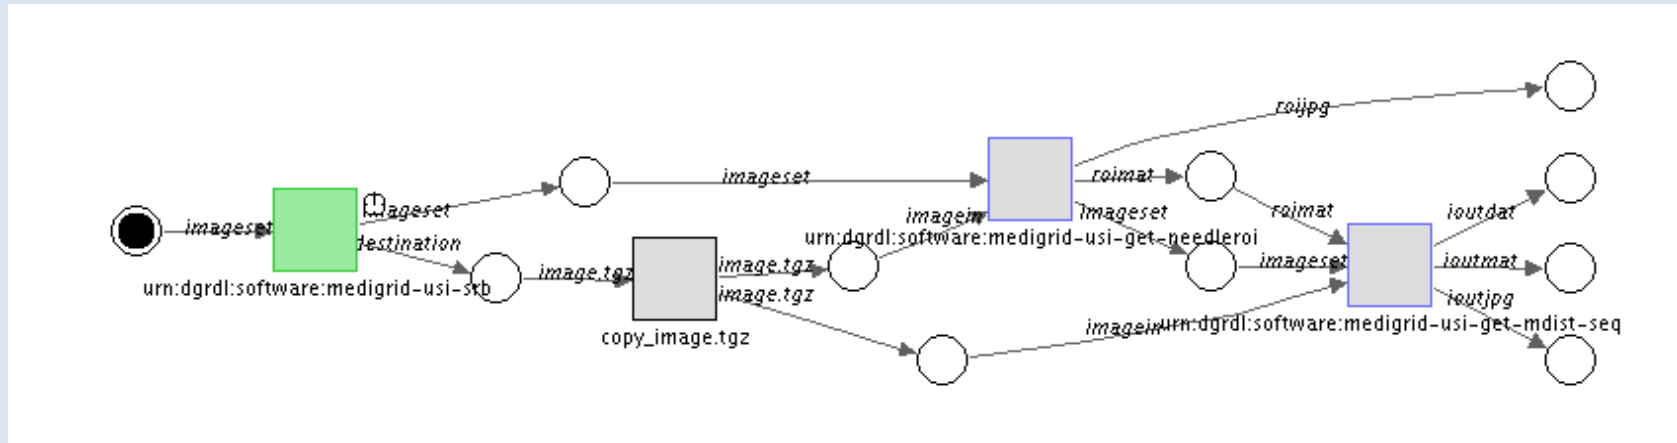 imageset
imageset
destination
urn:dgrdl:software:medigrid-usi-srb
image.tgz
copy_image.tgz
image.tgz
image.tgz
imageset
imagein
urn:dgrdl:software:medigrid-usi-get-needleroi
roijpg
roimat
imageset
roimat
imageset
imagein
urn:dgrdl:software:medigrid-usi-get-mdist-seq
ioutdat
ioutmat
ioutjpg